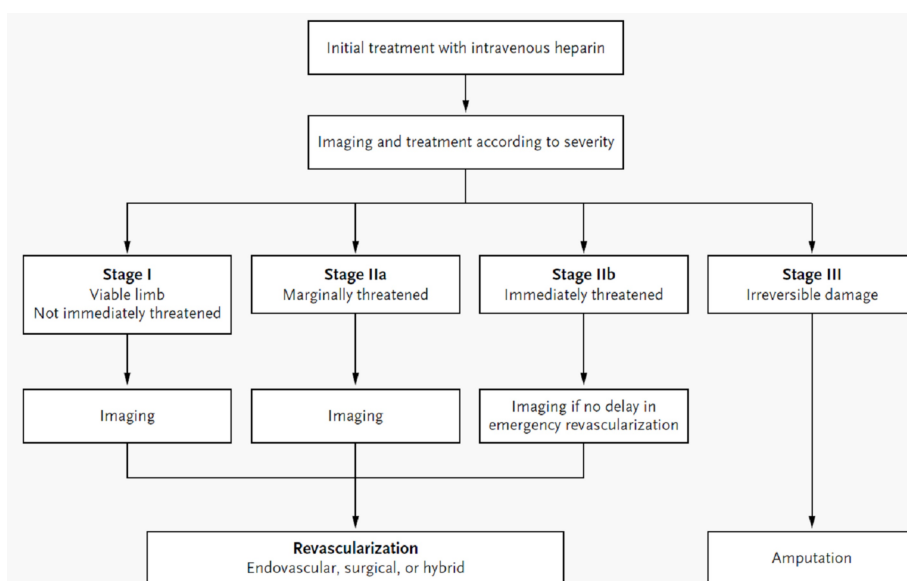 Initial treatment with intravenous heparin
Imaging and treatment according to severity
Stage I
Viable limb
Not immediately threatened
Stage IIa
Marginally threatened
Stage IIb
Immediately threatened
Stage III
Irreversible damage
Imaging
Imaging
Imaging if no delay in
emergency revascularization
Revascularization
Endovascular, surgical, or hybrid
Amputation